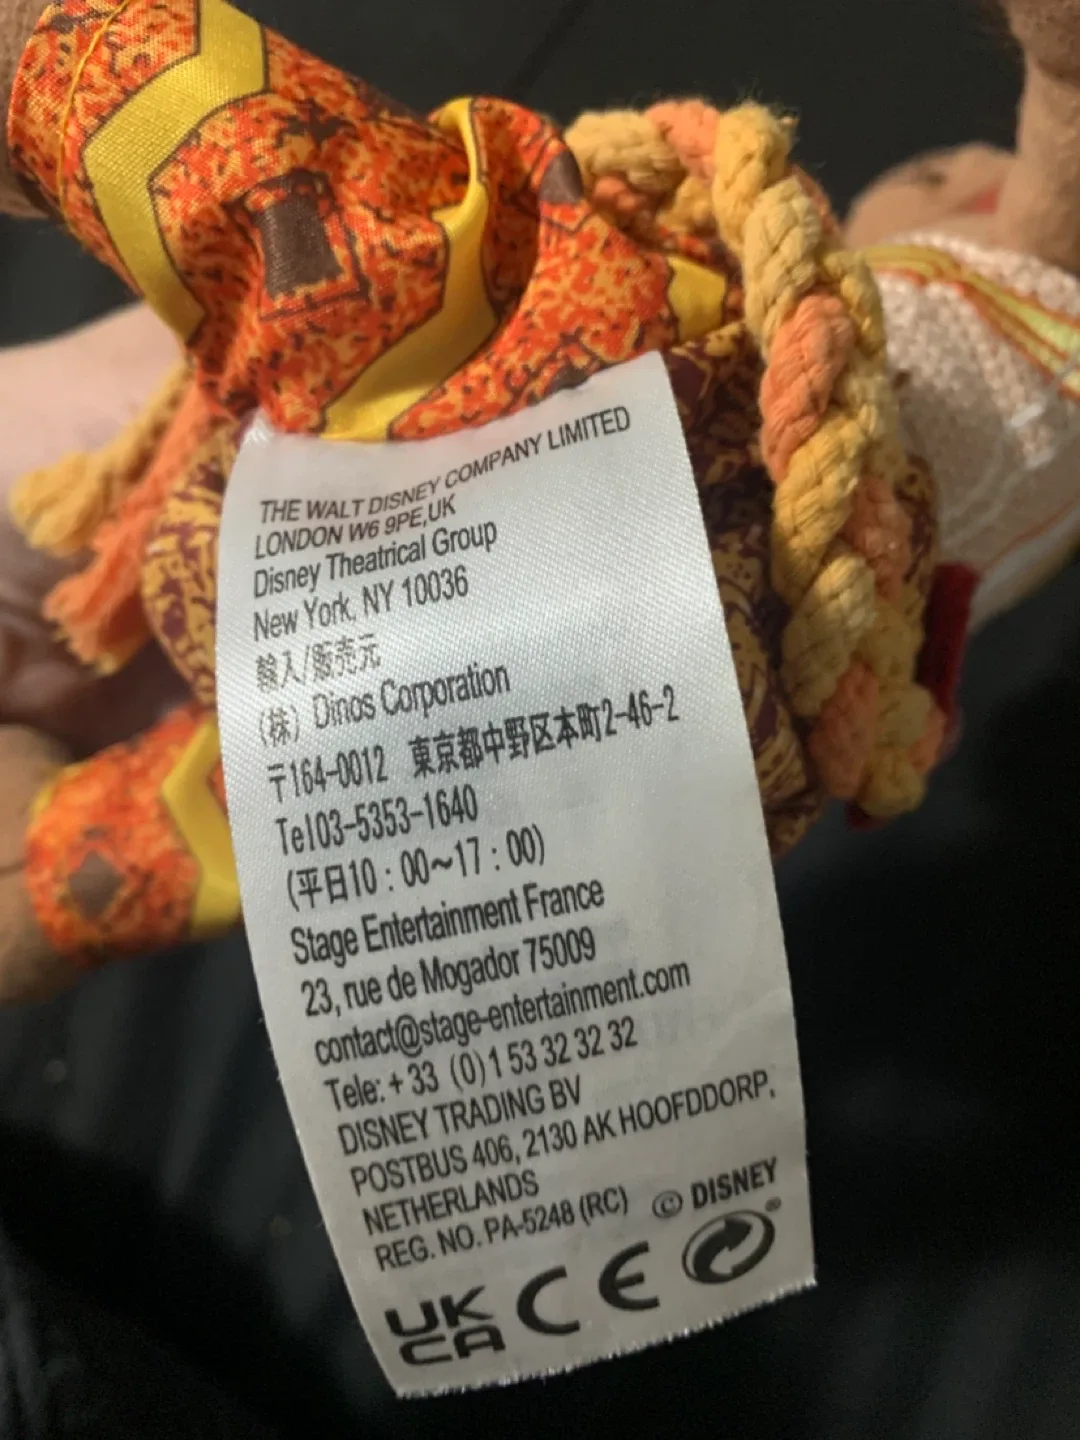 THE WALT DISNEY COMPANY LIMITED
LONDON W6 9PE,UK
Disney Theatrical Group
New York, NY 10036
輸入/販売元
(株) Dinos Corporation
〒164-0012 東京都中野区本町2-46-2
Tel03-5353-1640
(平日10:00~17:00)
Stage Entertainment France
23, rue de Mogador 75009
contact@stage-entertainment.com
Tele: +33 (0)1 53 32 32 32
DISNEY TRADING BV
POSTBUS 406, 2130 AK HOOFDDORP,
NETHERLANDS
REG. NO. PA-5248 (RC) © DISNEY
UK CE ®
CA